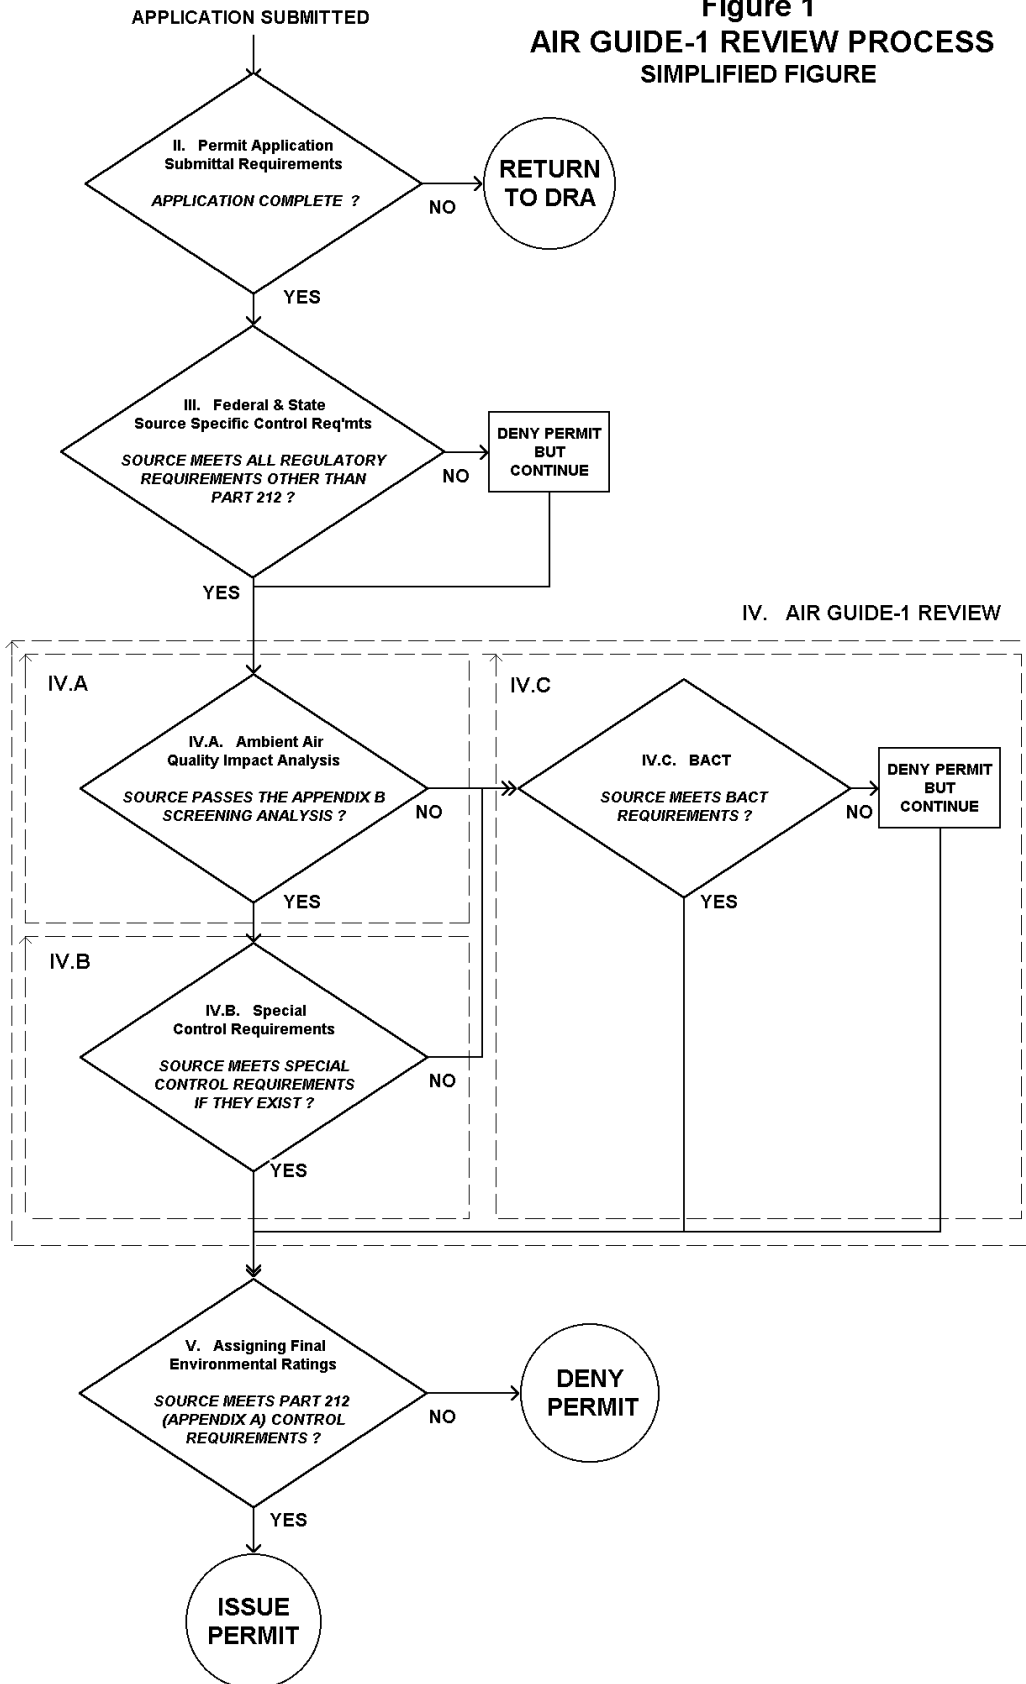 Figure 1
AIR GUIDE-1 REVIEW PROCESS
SIMPLIFIED FIGURE
APPLICATION SUBMITTED
II. Permit Application
Submittal Requirements
APPLICATION COMPLETE ?
NO
RETURN
TO DRA
YES
III. Federal & State
Source Specific Control Req'mts
SOURCE MEETS ALL REGULATORY
REQUIREMENTS OTHER THAN
PART 212 ?
NO
DENY PERMIT
BUT
CONTINUE
YES
IV. AIR GUIDE-1 REVIEW
IV.A
IV.A. Ambient Air
Quality Impact Analysis
SOURCE PASSES THE APPENDIX B
SCREENING ANALYSIS ?
NO
YES
IV.C
IV.C. BACT
SOURCE MEETS BACT
REQUIREMENTS ?
NO
DENY PERMIT
BUT
CONTINUE
YES
IV.B
IV.B. Special
Control Requirements
SOURCE MEETS SPECIAL
CONTROL REQUIREMENTS
IF THEY EXIST ?
NO
YES
V. Assigning Final
Environmental Ratings
SOURCE MEETS PART 212
(APPENDIX A) CONTROL
REQUIREMENTS ?
NO
DENY
PERMIT
YES
ISSUE
PERMIT